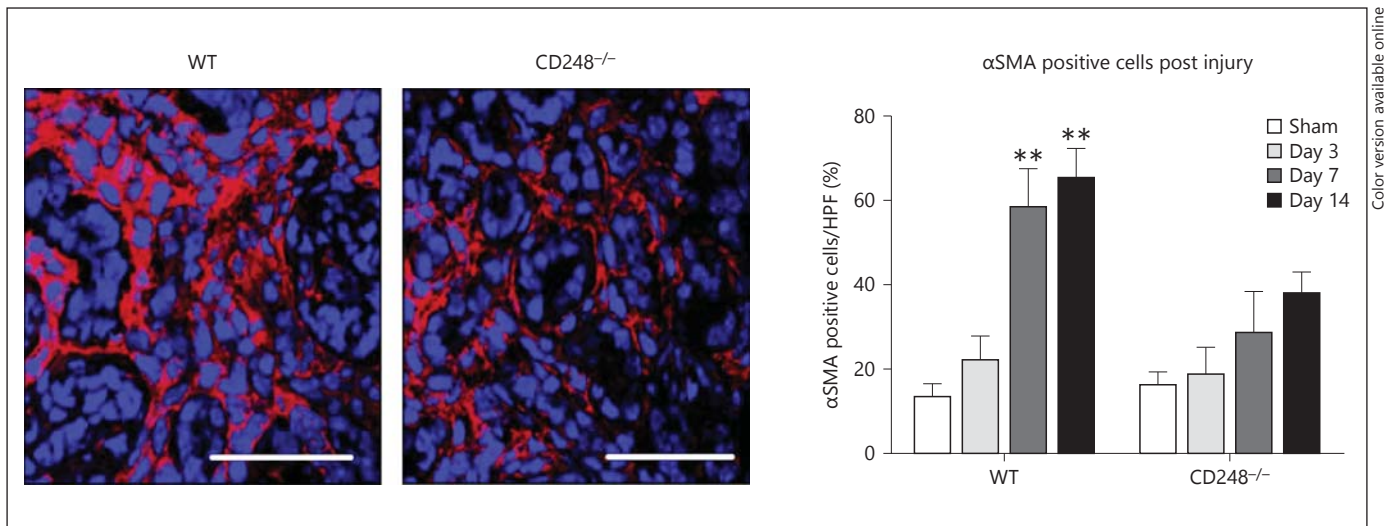 WT
CD248–/–
αSMA positive cells post injury
αSMA positive cells/HPF (%)
80
60
40
20
0
**
**
Sham
Day 3
Day 7
Day 14
WT
CD248–/–
Color version available online